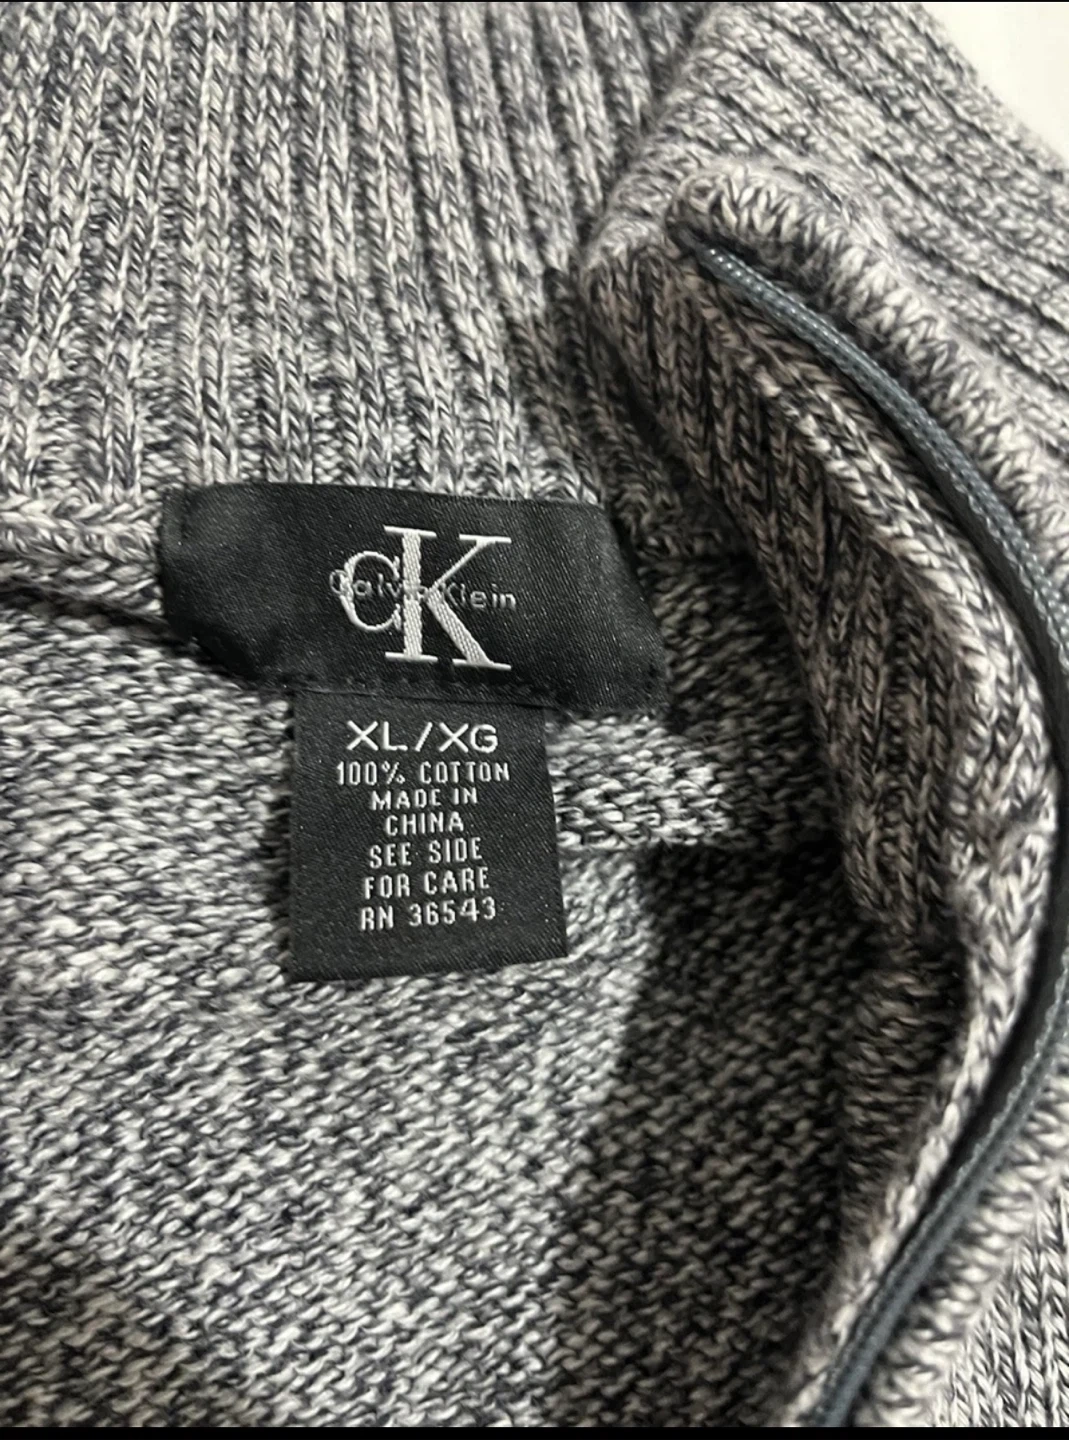 cK
Calvin Klein
XL/XG
100% COTTON
MADE IN
CHINA
SEE SIDE
FOR CARE
RN 36543